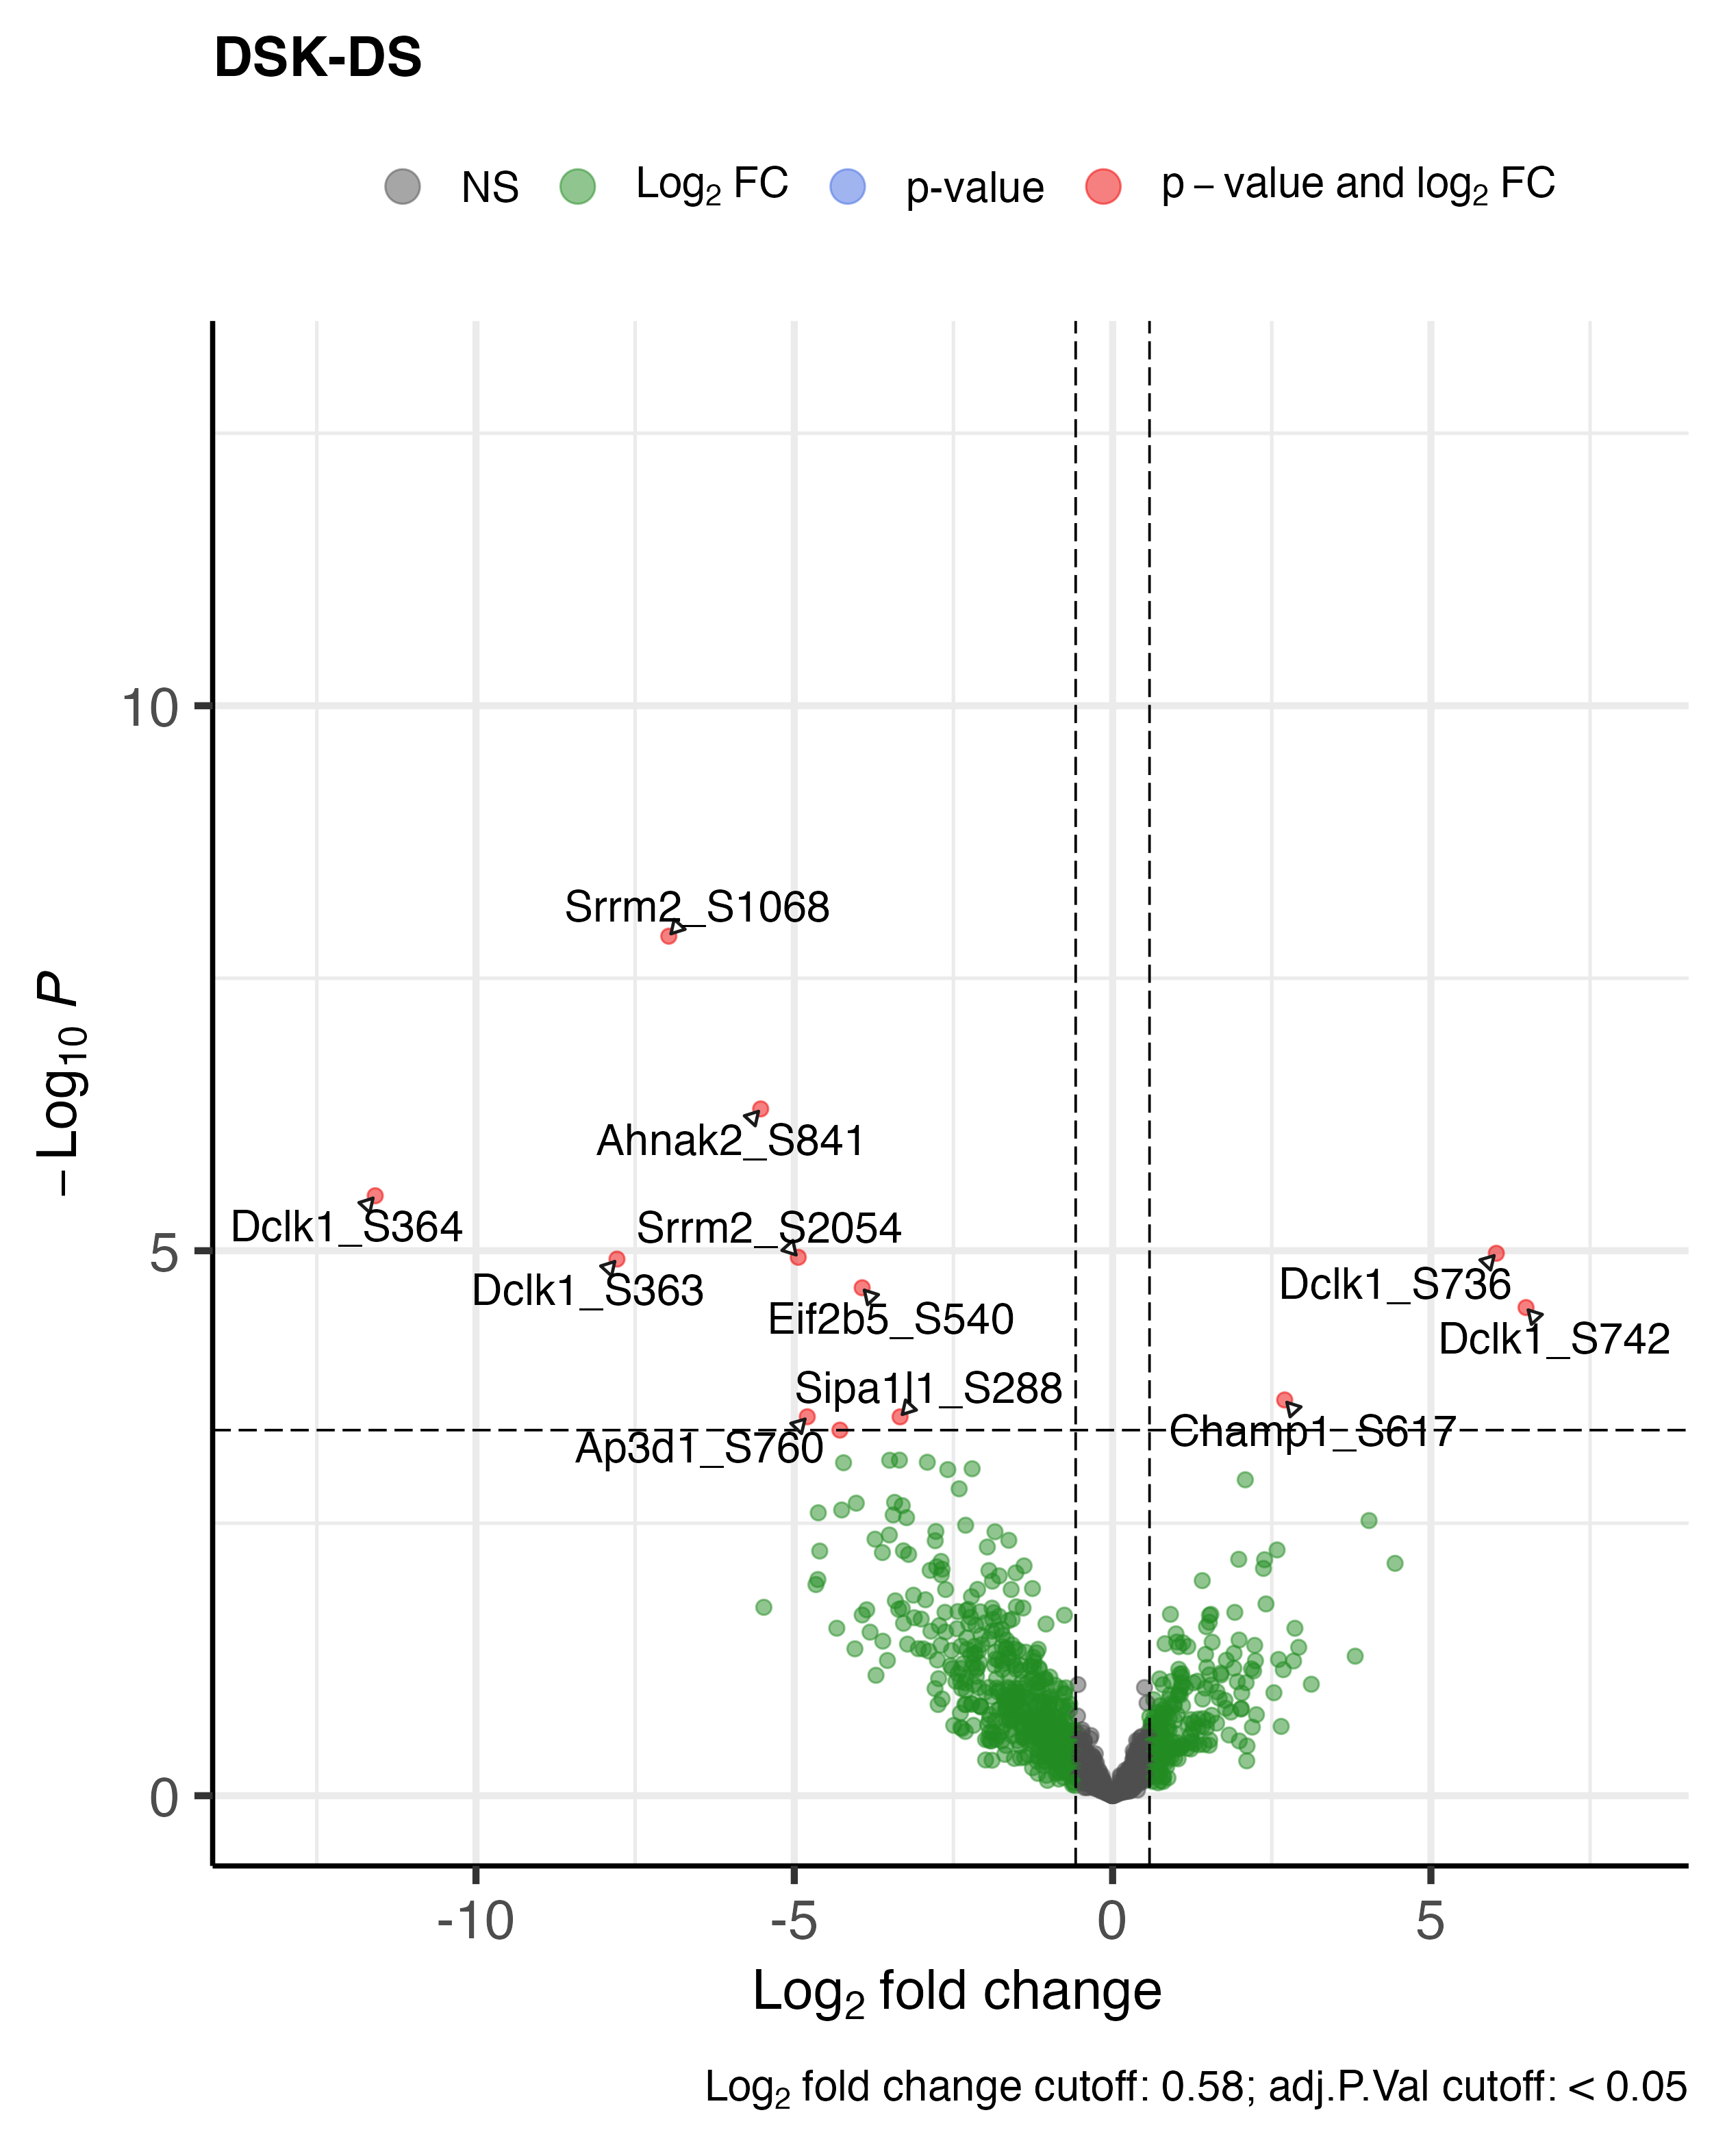 DSK-DS
NS Log₂ FC p-value p – value and log₂ FC
–Log₁₀ P
10
5
0
Srrm2_S1068
Ahnak2_S841
Dclk1_S364
Srrm2_S2054
Dclk1_S363
Dclk1_S736
Eif2b5_S540
Dclk1_S742
Sipa1l1_S288
Champ1_S617
Ap3d1_S760
-10 -5 0 5
Log₂ fold change
Log₂ fold change cutoff: 0.58; adj.P.Val cutoff: < 0.05